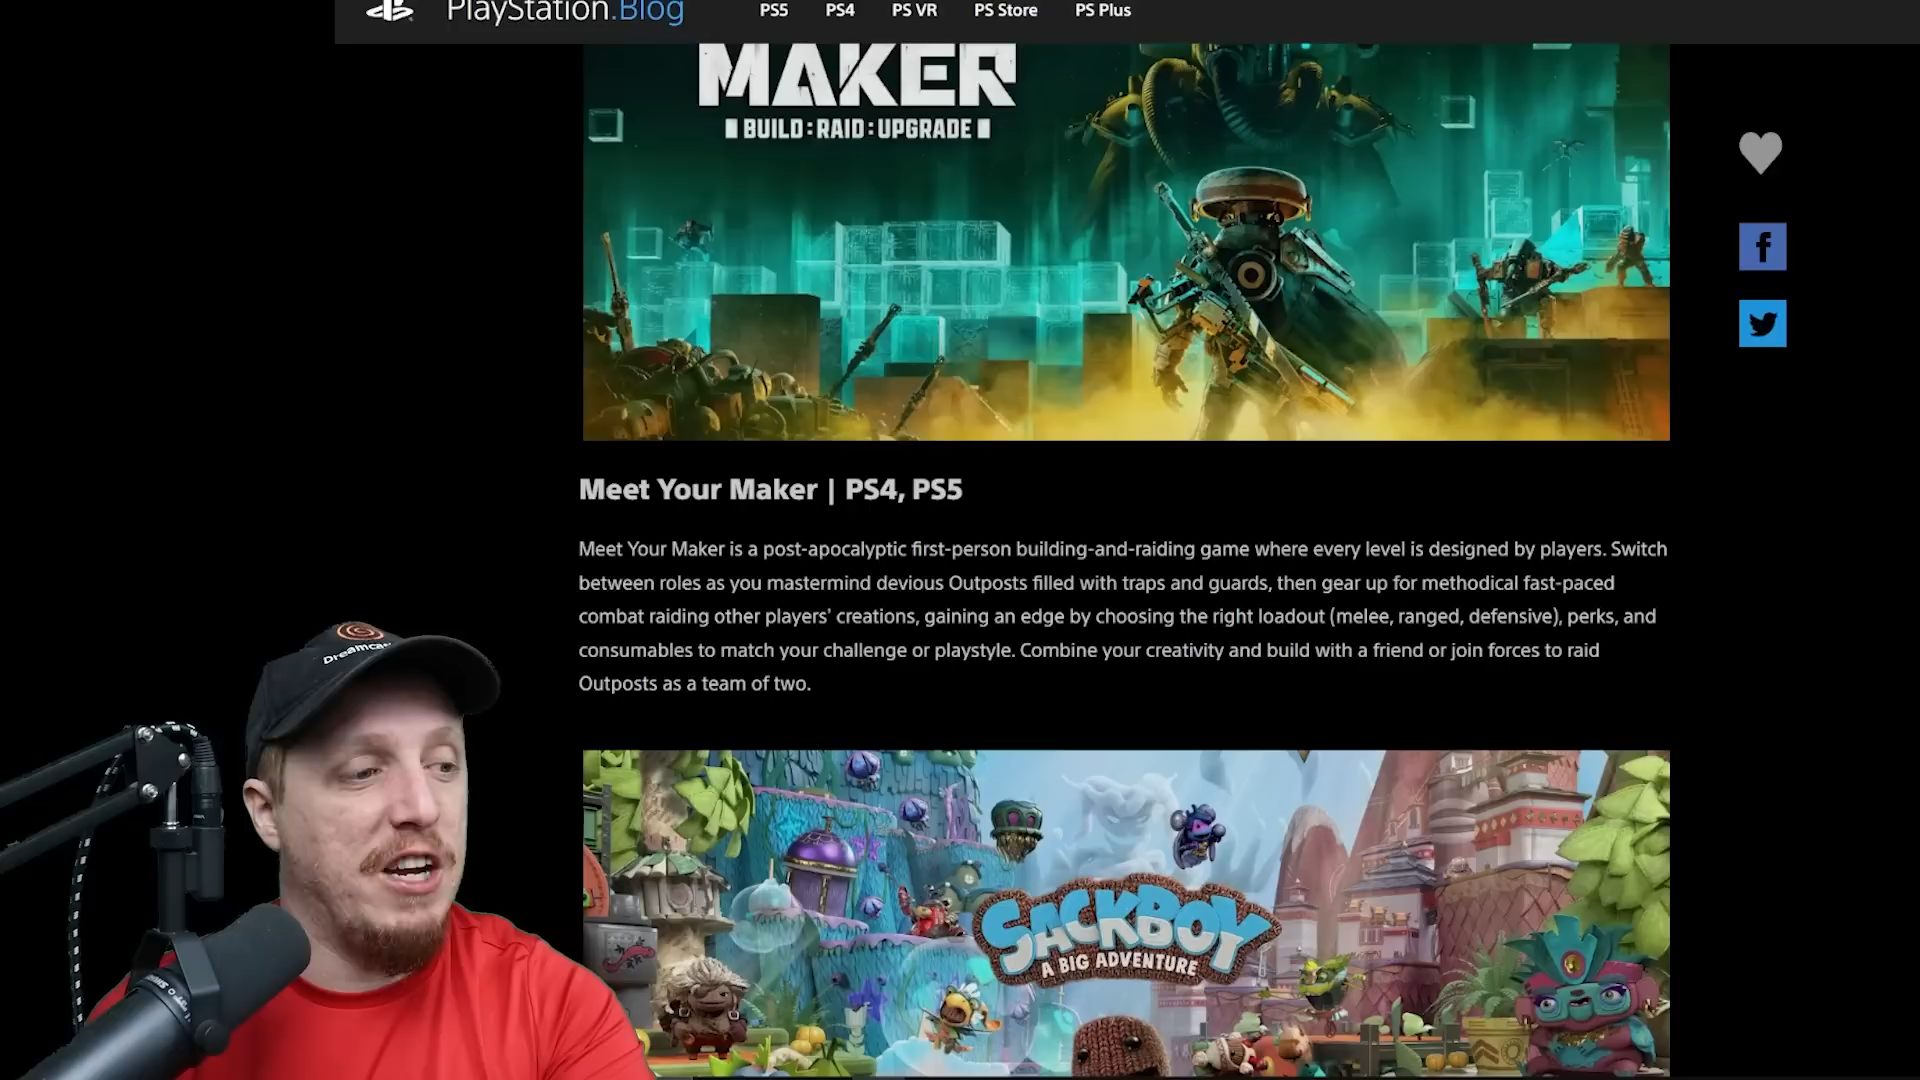 PlayStation.Blog
PS5 PS4 PS VR PS Store PS Plus
MAKER
BUILD:RAID:UPGRADE
Meet Your Maker | PS4, PS5
Meet Your Maker is a post-apocalyptic first-person building-and-raiding game where every level is designed by players. Switch
between roles as you mastermind devious Outposts filled with traps and guards, then gear up for methodical fast-paced
combat raiding other players' creations, gaining an edge by choosing the right loadout (melee, ranged, defensive), perks, and
consumables to match your challenge or playstyle. Combine your creativity and build with a friend or join forces to raid
Outposts as a team of two.
SACKBOY
A BIG ADVENTURE